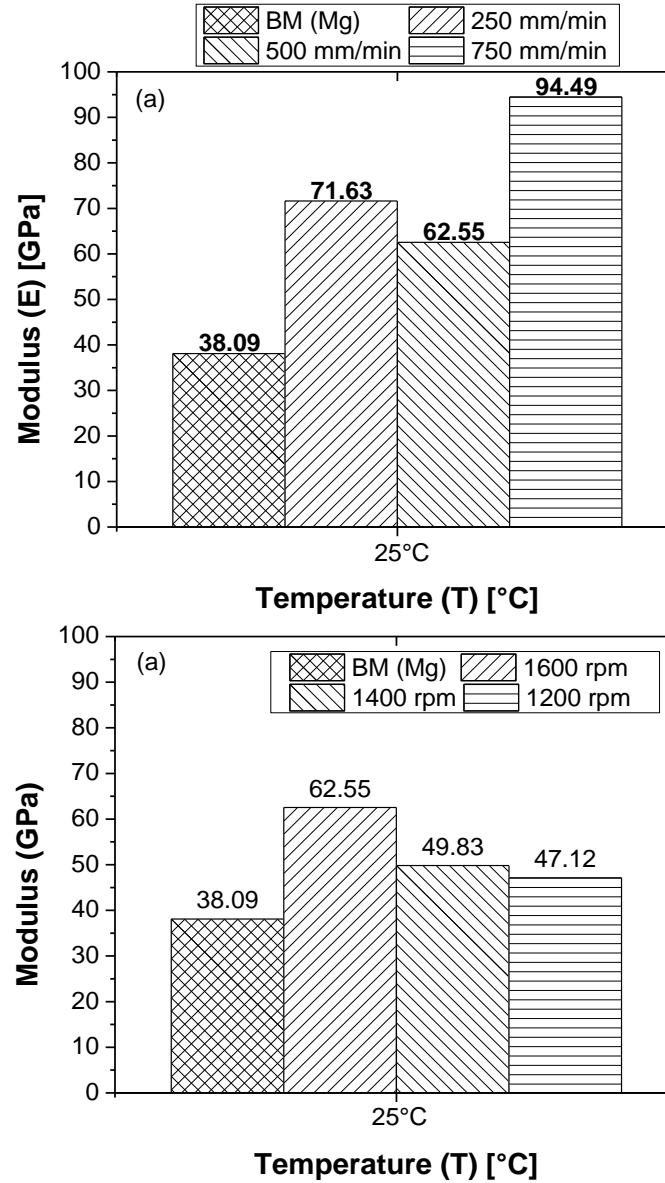 BM (Mg) 250 mm/min
500 mm/min 750 mm/min
(a)
94.49
71.63
62.55
38.09
100
90
80
70
60
50
40
30
20
10
0
Modulus (E) [GPa]
25°C
Temperature (T) [°C]
(a)
BM (Mg) 1600 rpm
1400 rpm 1200 rpm
62.55
49.83
47.12
38.09
100
90
80
70
60
50
40
30
20
10
0
Modulus (GPa)
25°C
Temperature (T) [°C]